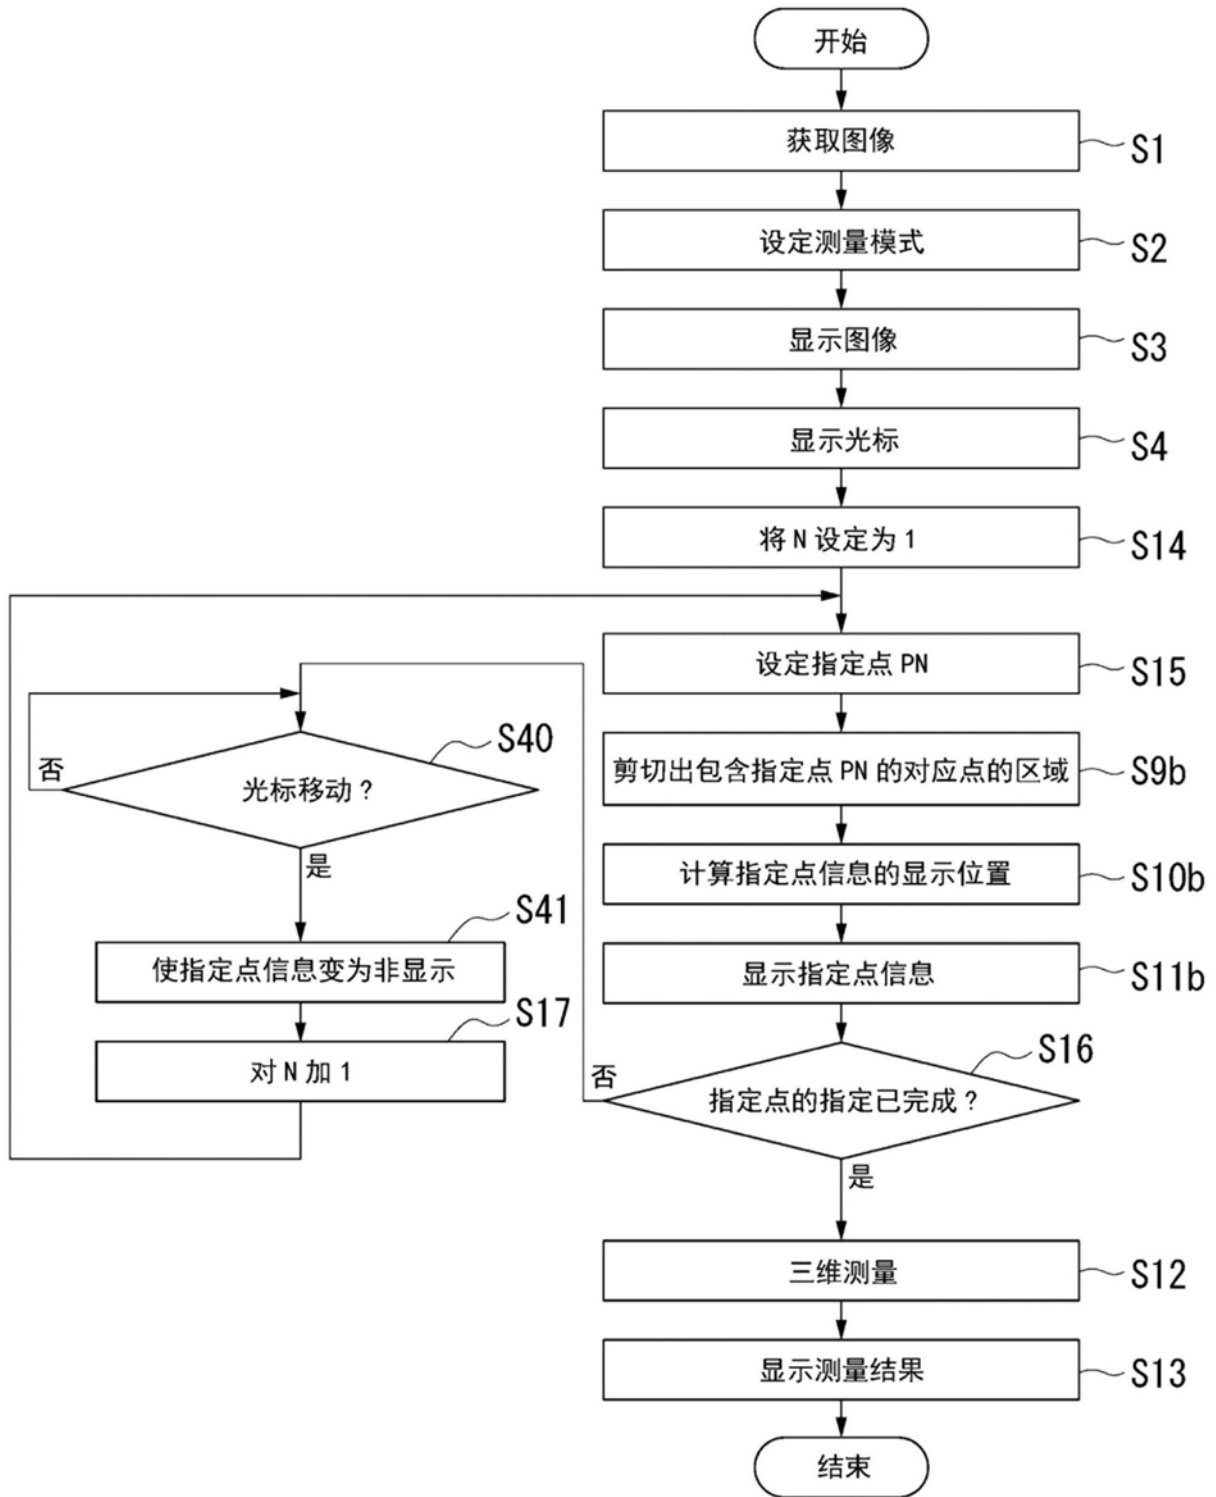 开始
获取图像
S1
设定测量模式
S2
显示图像
S3
显示光标
S4
将 N 设定为 1
S14
设定指定点 PN
S15
剪切出包含指定点 PN 的对应点的区域
S9b
计算指定点信息的显示位置
S10b
显示指定点信息
S11b
指定点的指定已完成?
S16
否
是
光标移动?
S40
否
是
使指定点信息变为非显示
S41
对 N 加 1
S17
三维测量
S12
显示测量结果
S13
结束